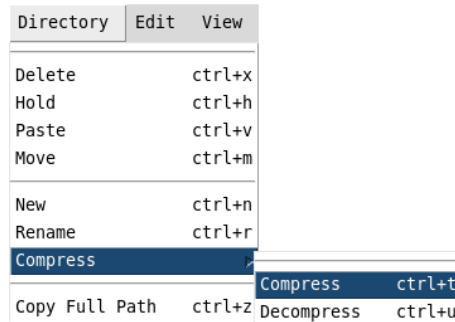 Directory Edit View
Delete ctrl+x
Hold ctrl+h
Paste ctrl+v
Move ctrl+m
New ctrl+n
Rename ctrl+r
Compress
Compress ctrl+t
Copy Full Path ctrl+z
Decompress ctrl+u